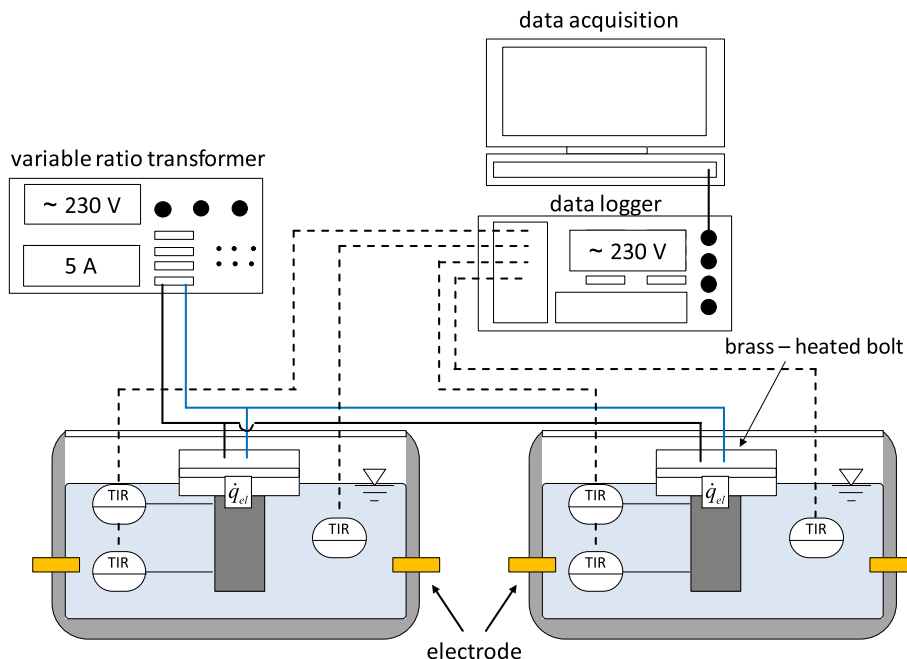 data acquisition
variable ratio transformer
~ 230 V
5 A
data logger
~ 230 V
brass – heated bolt
q̇el
q̇el
TIR
TIR
TIR
TIR
TIR
TIR
electrode